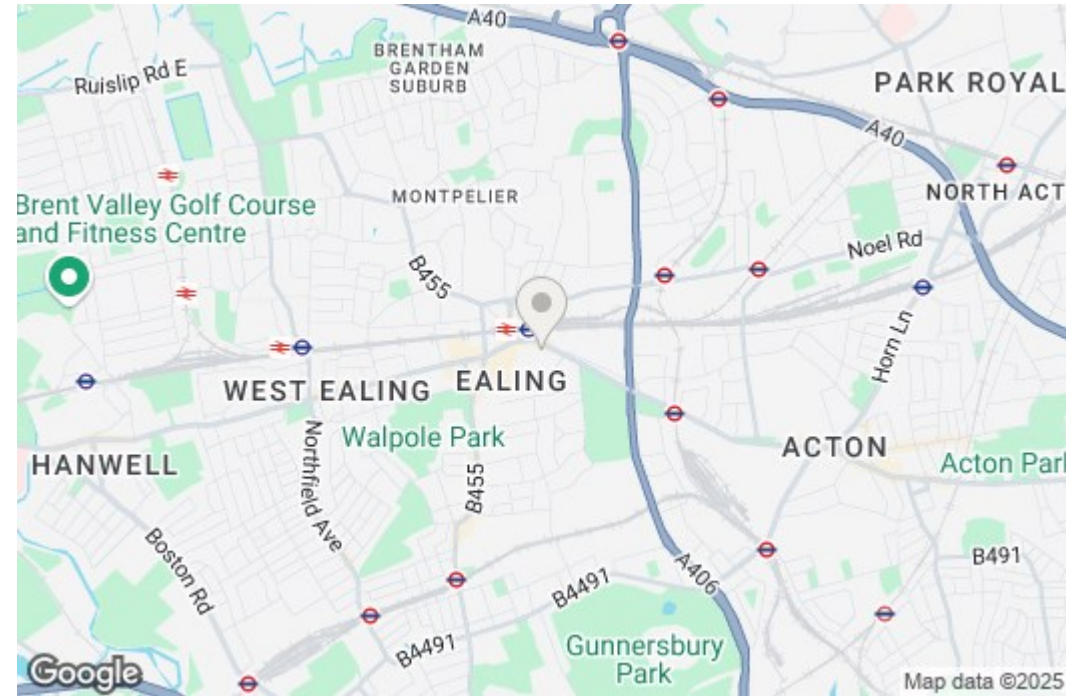 A40
BRENTHAM
GARDEN
SUBURB
Ruislip Rd E
PARK ROYAL
A40
MONTPELIER
NORTH ACT
Brent Valley Golf Course
and Fitness Centre
Noel Rd
B455
Horn Ln
WEST EALING
EALING
Walpole Park
ACTON
HANWELL
Northfield Ave
B455
Acton Parl
Boston Rd
B491
A406
B4491
B4491
Gunnersbury
Park
Google
Map data ©2025